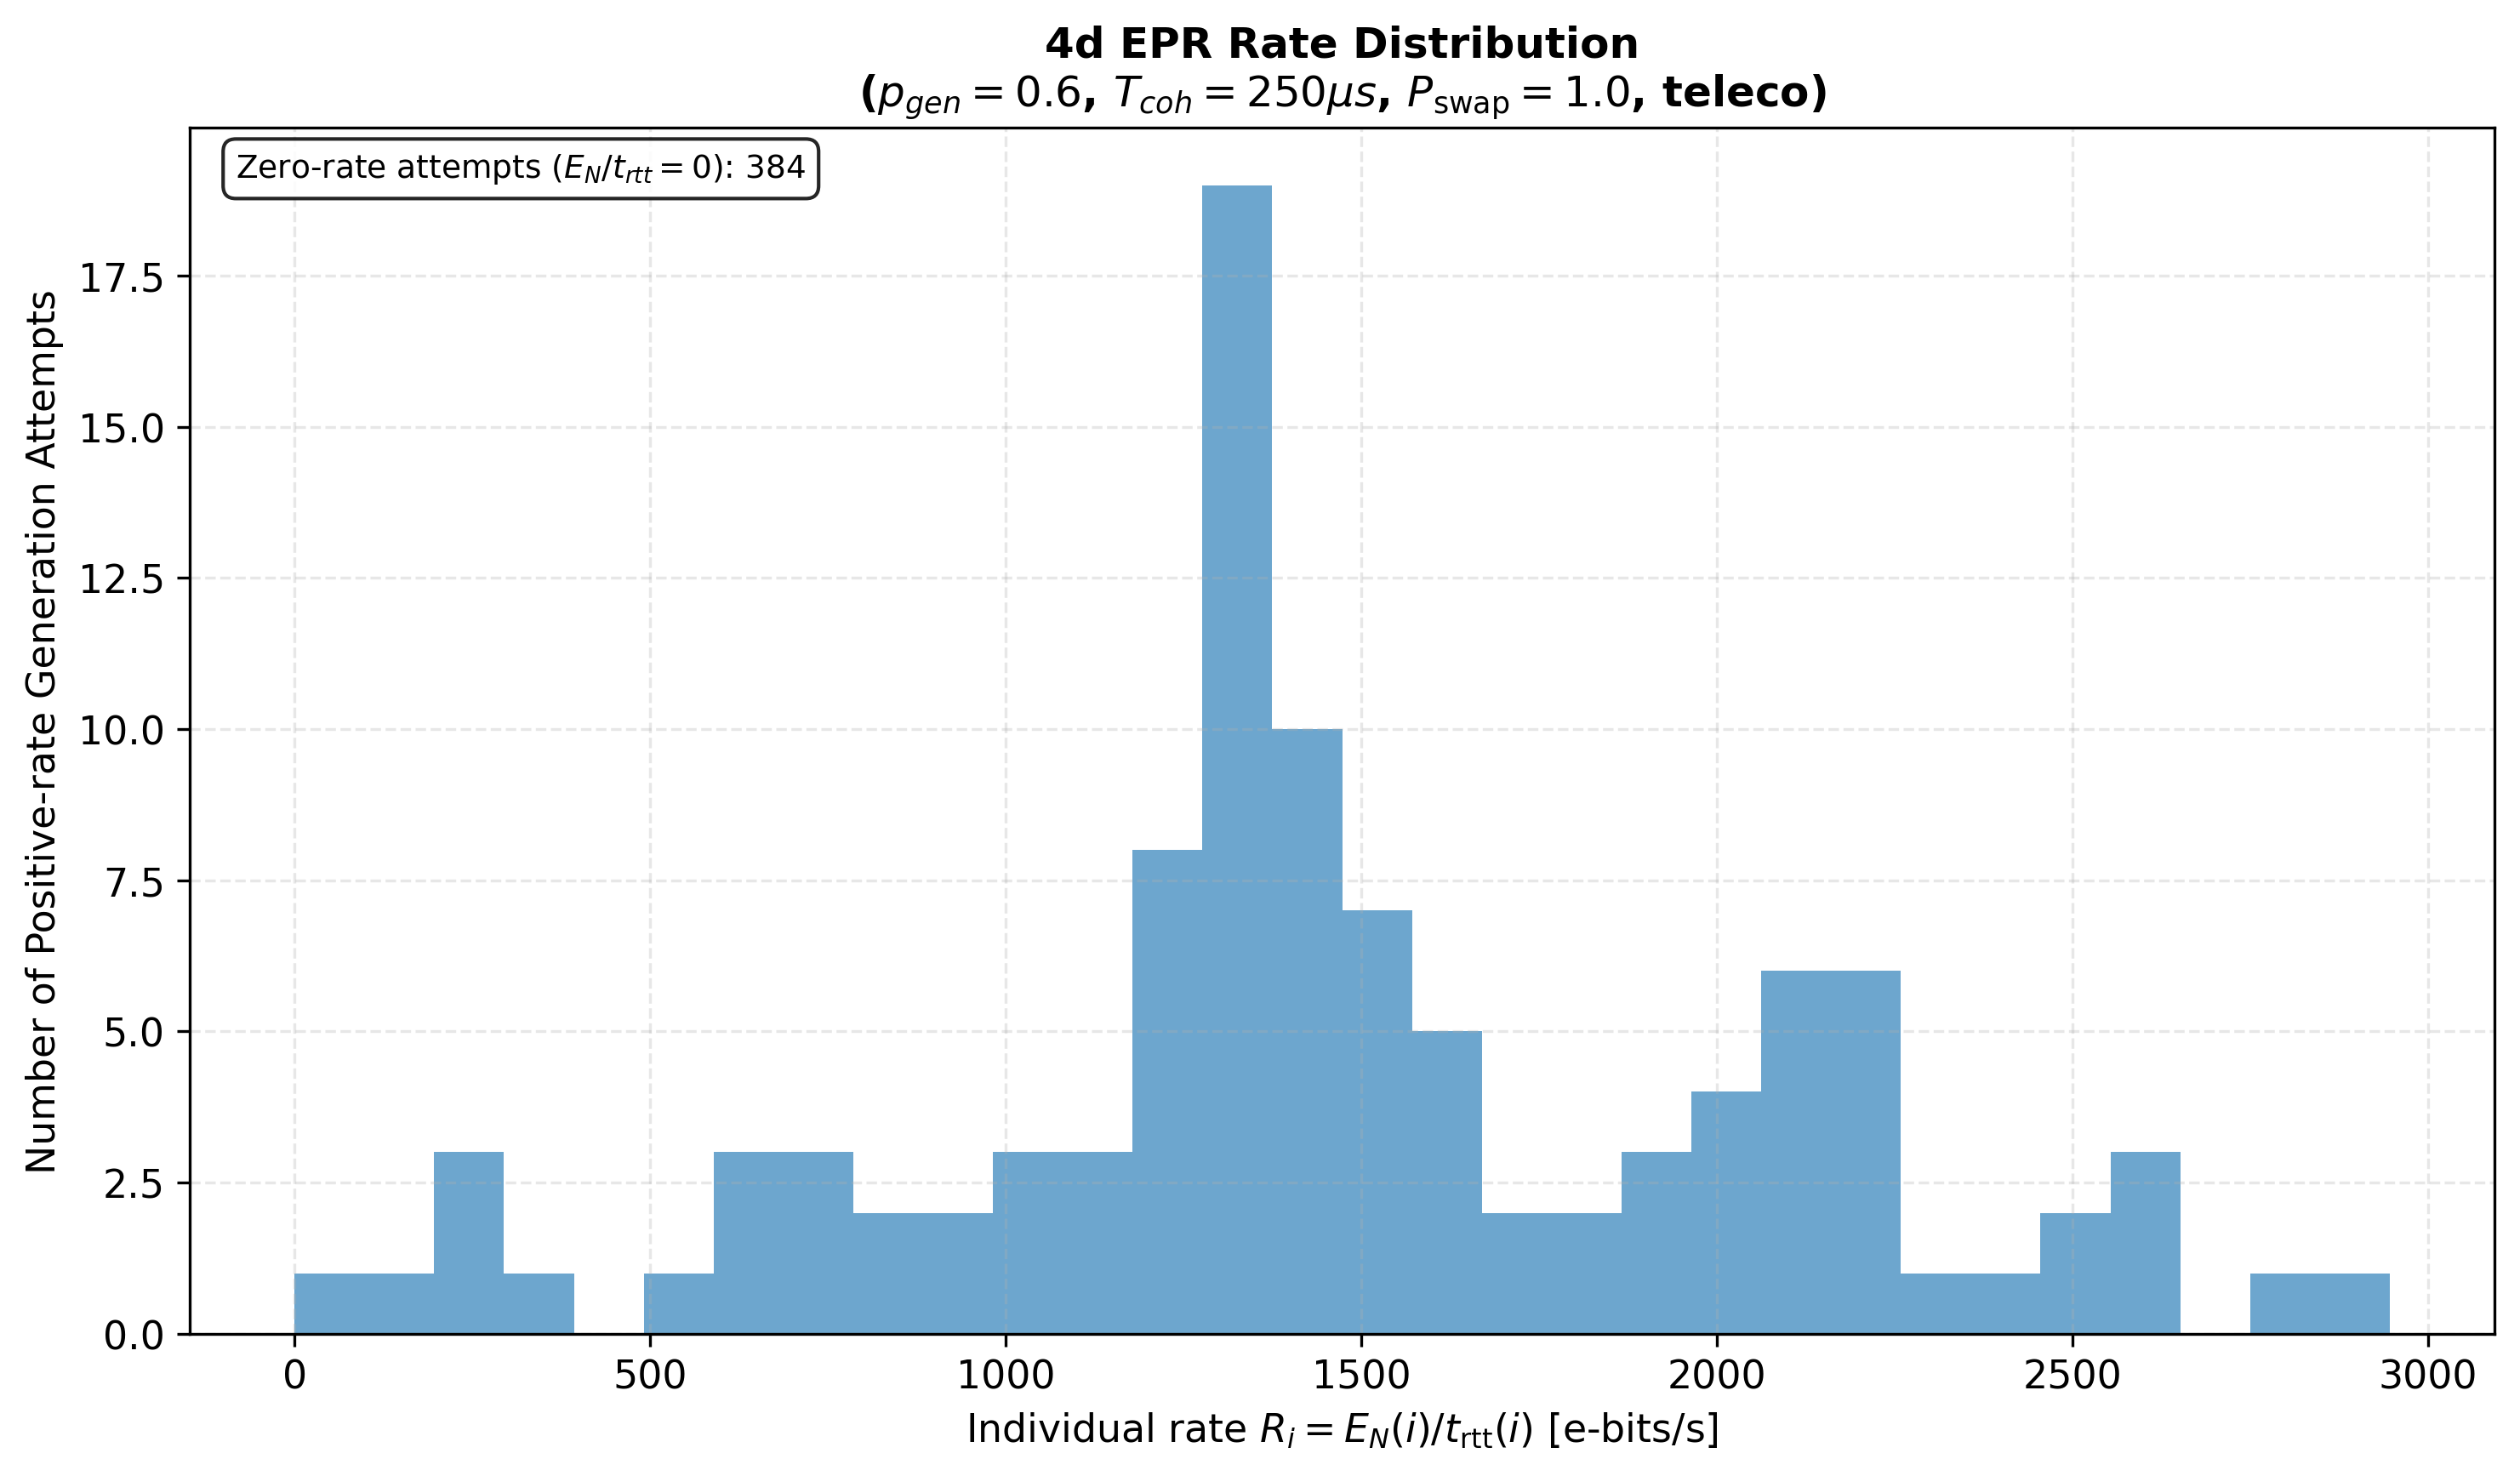 4d EPR Rate Distribution
(p_gen = 0.6, T_coh = 250μs, P_swap = 1.0, teleco)
Zero-rate attempts (E_N/t_rtt = 0): 384
Number of Positive-rate Generation Attempts
17.5
15.0
12.5
10.0
7.5
5.0
2.5
0.0
0 500 1000 1500 2000 2500 3000
Individual rate R_i = E_N(i)/t_rtt(i) [e-bits/s]